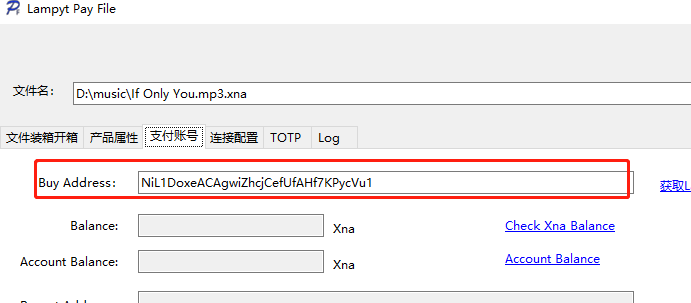 Lampyt Pay File
文件名： D:\music\If Only You.mp3.xna
文件装箱开箱 产品属性 支付账号 连接配置 TOTP Log
Buy Address： NiL1DoxeACAgwiZhcjCefUfAHf7KPycVu1 获取L
Balance: Xna Check Xna Balance
Account Balance: Xna Account Balance